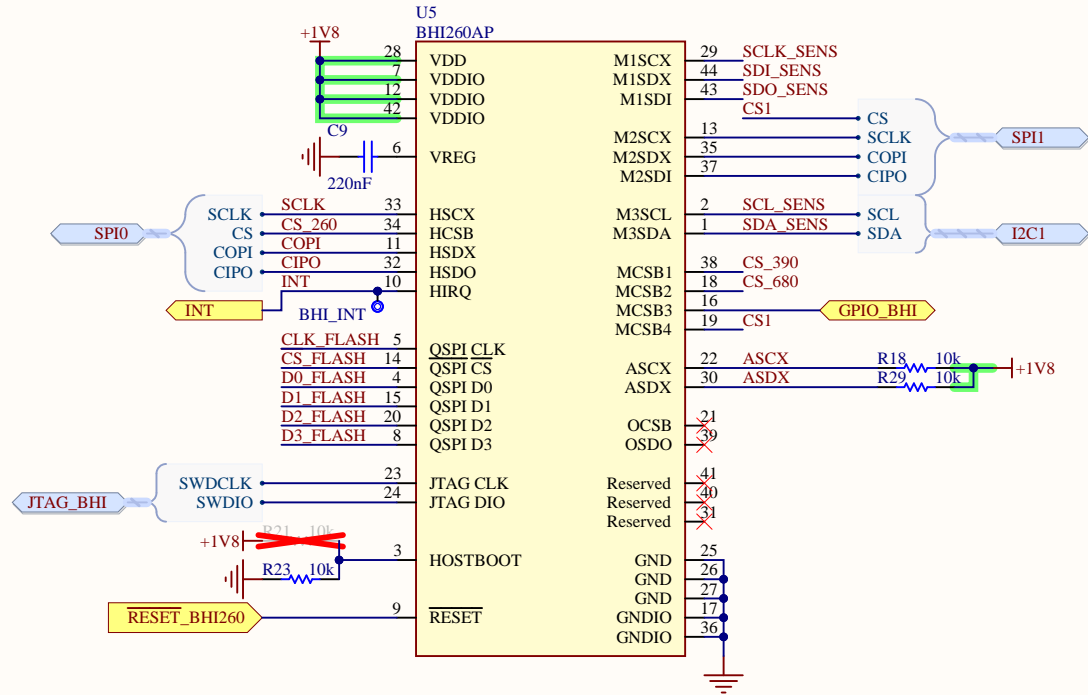 U5
BHI260AP
+1V8
28 VDD
7 VDDIO
12 VDDIO
42 VDDIO
C9
6 VREG
220nF
SPI0
SCLK SCLK 33 HSCX
CS CS_260 34 HCSB
COPI COPI 11 HSDX
CIPO CIPO 32 HSDO
INT INT 10 HIRQ
BHI_INT
CLK_FLASH 5 QSPI CLK
CS_FLASH 14 QSPI CS
D0_FLASH 4 QSPI D0
D1_FLASH 15 QSPI D1
D2_FLASH 20 QSPI D2
D3_FLASH 8 QSPI D3
JTAG_BHI
SWDCLK 23 JTAG CLK
SWDIO 24 JTAG DIO
R21 10k
+1V8
3 HOSTBOOT
R23 10k
RESET_BHI260 9 RESET
M1SCX 29 SCLK_SENS
M1SDX 44 SDI_SENS
M1SDI 43 SDO_SENS
CS1 CS
M2SCX 13 SCLK
M2SDX 35 COPI
M2SDI 37 CIPO
SPI1
M3SCL 2 SCL_SENS SCL
M3SDA 1 SDA_SENS SDA
I2C1
MCSB1 38 CS_390
MCSB2 18 CS_680
MCSB3 16 GPIO_BHI
MCSB4 19 CS1
ASCX 22 ASCX R18 10k
ASDX 30 ASDX R29 10k
+1V8
OCSB 21
OSDO 39
Reserved 41
Reserved 40
Reserved 31
GND 25
GND 26
GND 27
GNDIO 17
GNDIO 36